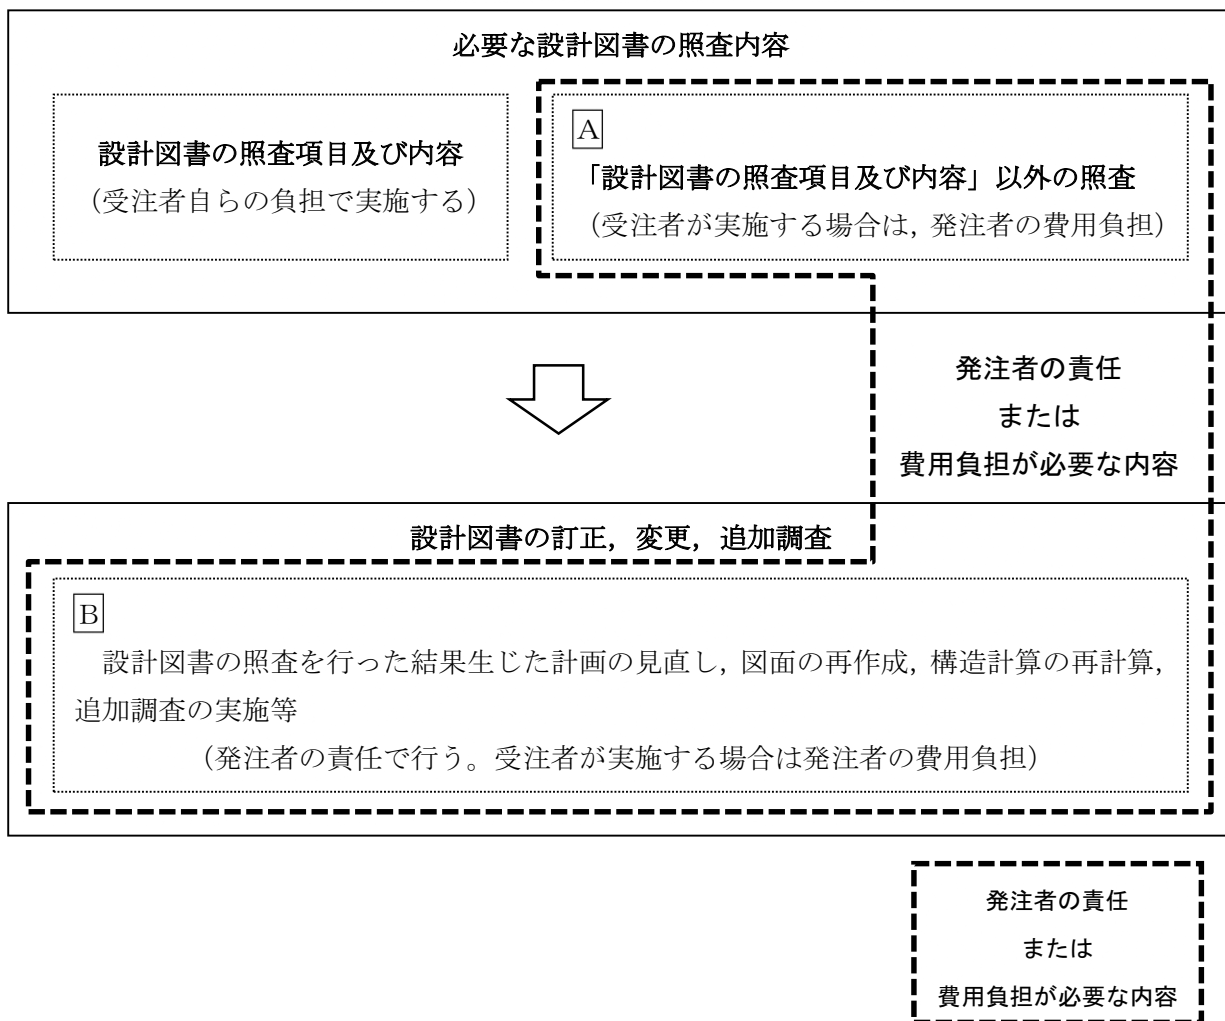 必要な設計図書の照査内容
設計図書の照査項目及び内容
（受注者自らの負担で実施する）
A
「設計図書の照査項目及び内容」以外の照査
（受注者が実施する場合は，発注者の費用負担）
発注者の責任
または
費用負担が必要な内容
設計図書の訂正，変更，追加調査
B
設計図書の照査を行った結果生じた計画の見直し，図面の再作成，構造計算の再計算，
追加調査の実施等
（発注者の責任で行う。受注者が実施する場合は発注者の費用負担）
発注者の責任
または
費用負担が必要な内容